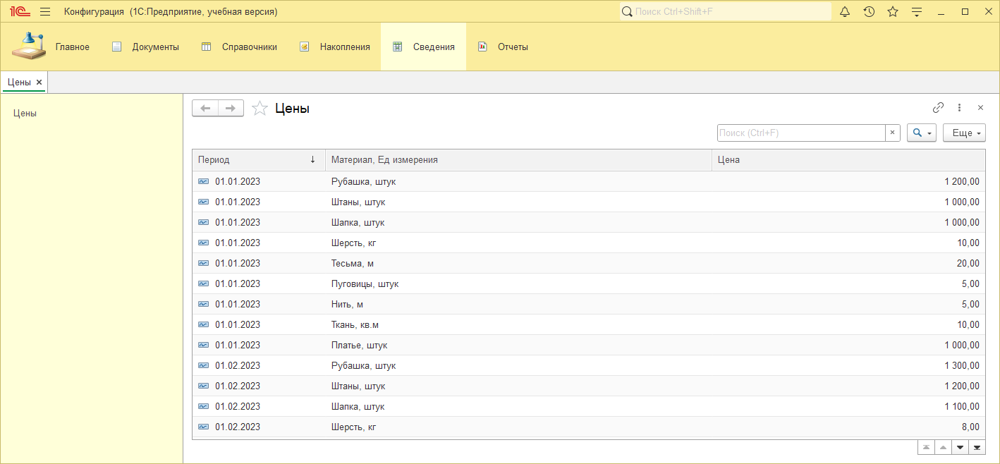 1С Конфигурация (1С:Предприятие, учебная версия) Поиск Ctrl+Shift+F
Главное Документы Справочники Накопления Сведения Отчеты
Цены ×
Цены
Цены
Поиск (Ctrl+F) × Еще
Период ↓ Материал, Ед измерения Цена
01.01.2023 Рубашка, штук 1 200,00
01.01.2023 Штаны, штук 1 000,00
01.01.2023 Шапка, штук 1 000,00
01.01.2023 Шерсть, кг 10,00
01.01.2023 Тесьма, м 20,00
01.01.2023 Пуговицы, штук 5,00
01.01.2023 Нить, м 5,00
01.01.2023 Ткань, кв.м 10,00
01.01.2023 Платье, штук 1 000,00
01.02.2023 Рубашка, штук 1 300,00
01.02.2023 Штаны, штук 1 200,00
01.02.2023 Шапка, штук 1 100,00
01.02.2023 Шерсть, кг 8,00